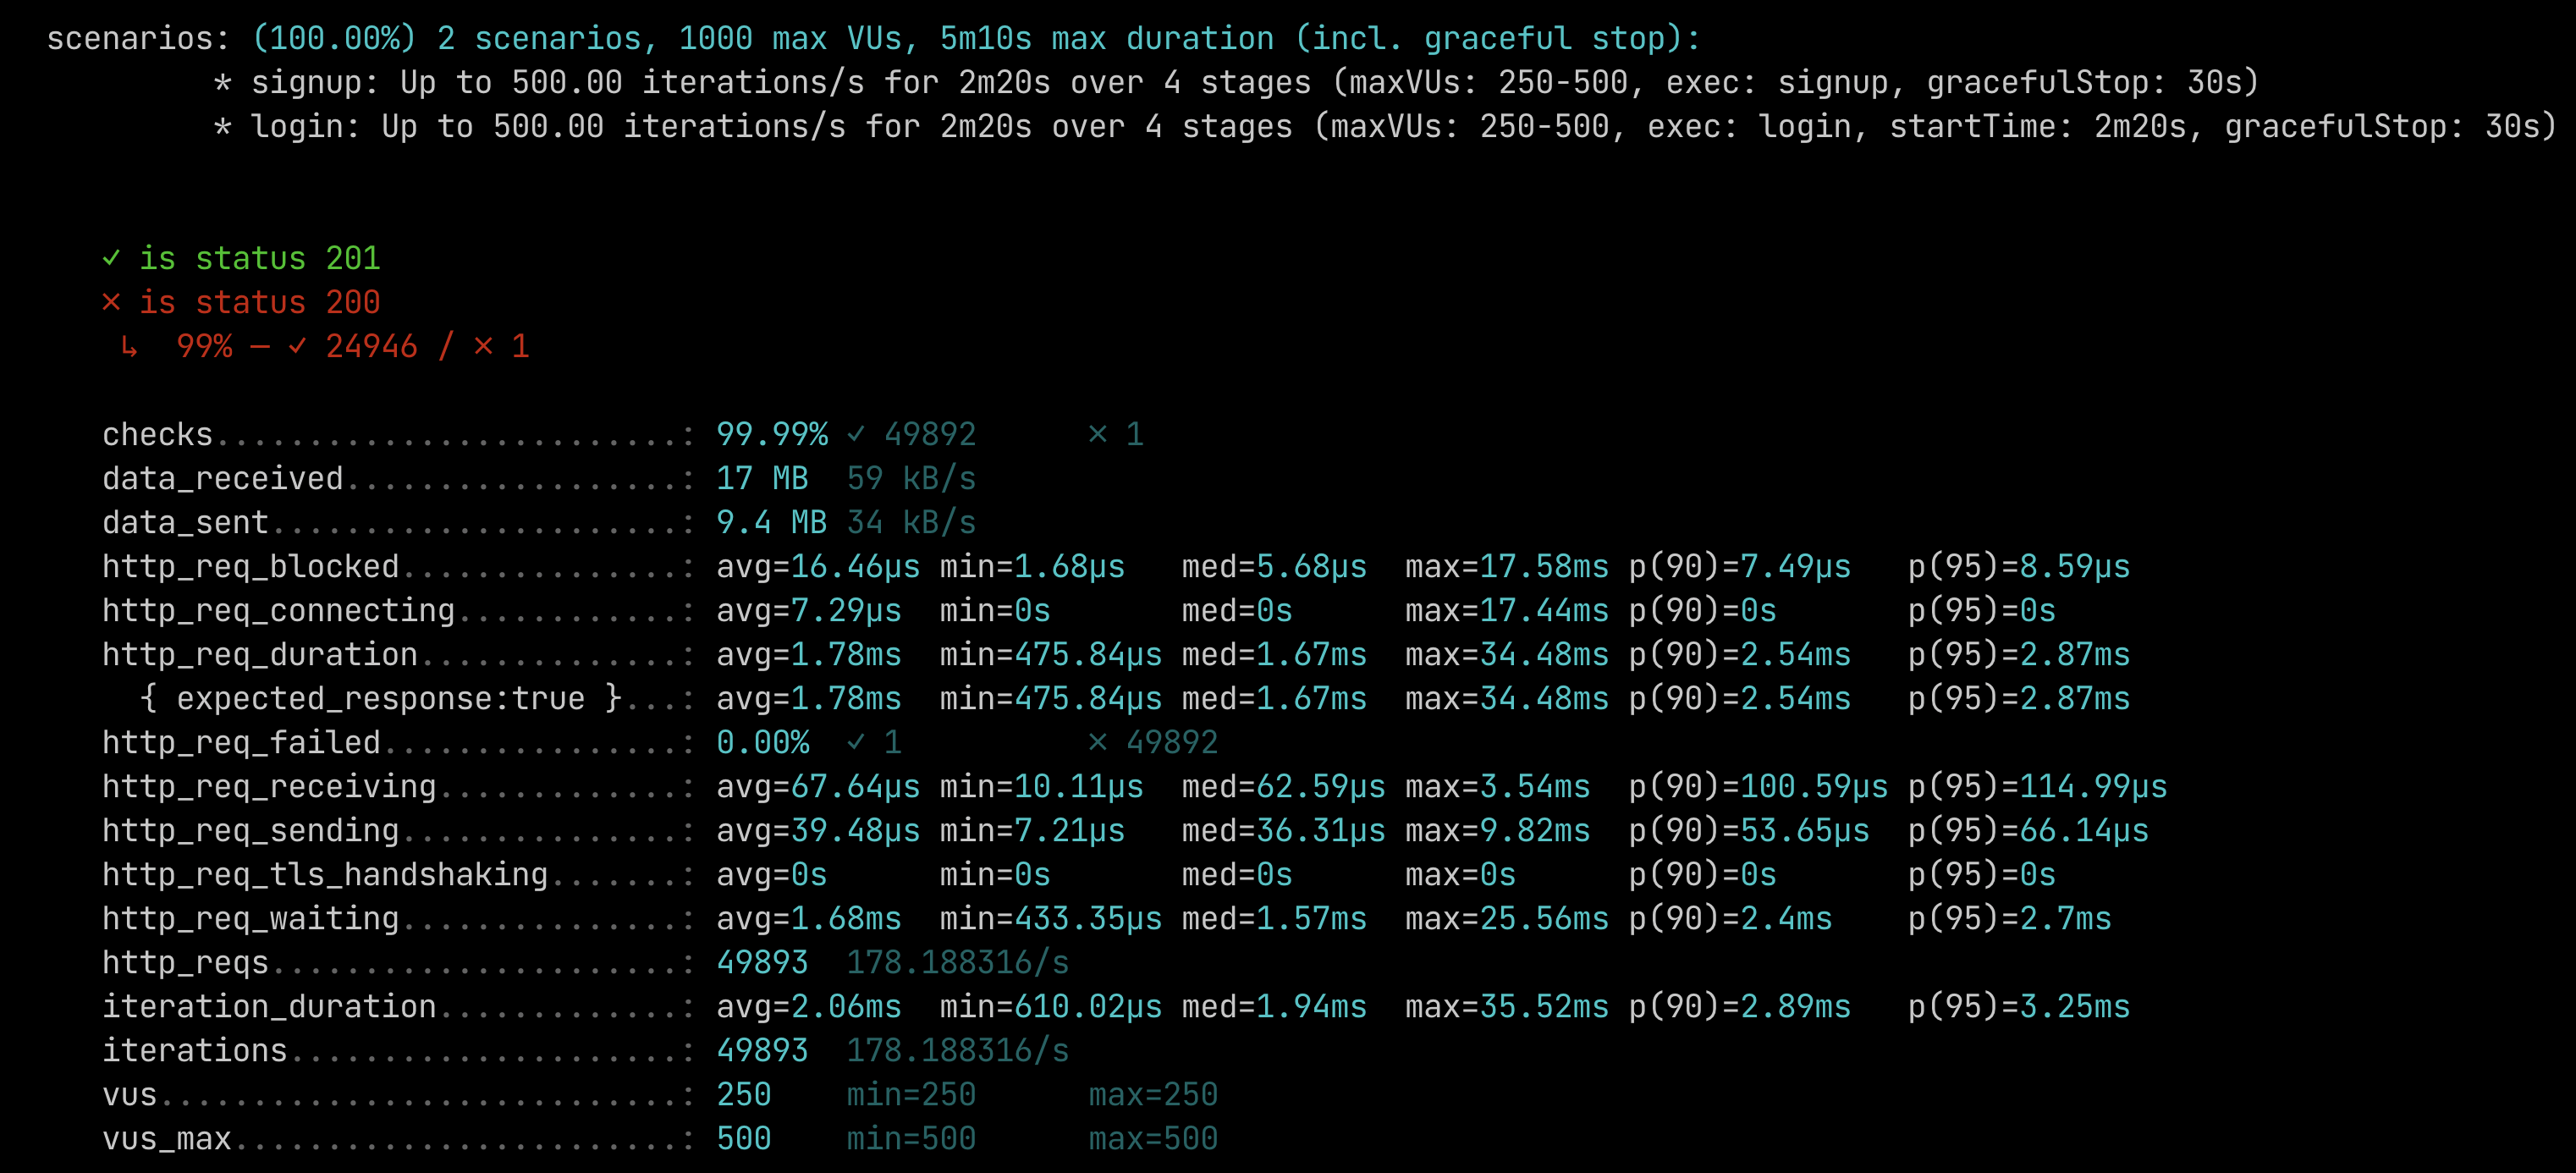 scenarios: (100.00%) 2 scenarios, 1000 max VUs, 5m10s max duration (incl. graceful stop):
* signup: Up to 500.00 iterations/s for 2m20s over 4 stages (maxVUs: 250-500, exec: signup, gracefulStop: 30s)
* login: Up to 500.00 iterations/s for 2m20s over 4 stages (maxVUs: 250-500, exec: login, startTime: 2m20s, gracefulStop: 30s)
✓ is status 201
✗ is status 200
↳  99% — ✓ 24946 / ✗ 1
checks.........................: 99.99% ✓ 49892      ✗ 1
data_received..................: 17 MB  59 kB/s
data_sent......................: 9.4 MB 34 kB/s
http_req_blocked...............: avg=16.46µs min=1.68µs   med=5.68µs  max=17.58ms p(90)=7.49µs   p(95)=8.59µs
http_req_connecting............: avg=7.29µs  min=0s       med=0s      max=17.44ms p(90)=0s       p(95)=0s
http_req_duration..............: avg=1.78ms  min=475.84µs med=1.67ms  max=34.48ms p(90)=2.54ms   p(95)=2.87ms
{ expected_response:true }...: avg=1.78ms  min=475.84µs med=1.67ms  max=34.48ms p(90)=2.54ms   p(95)=2.87ms
http_req_failed................: 0.00%  ✓ 1          ✗ 49892
http_req_receiving.............: avg=67.64µs min=10.11µs  med=62.59µs max=3.54ms  p(90)=100.59µs p(95)=114.99µs
http_req_sending...............: avg=39.48µs min=7.21µs   med=36.31µs max=9.82ms  p(90)=53.65µs  p(95)=66.14µs
http_req_tls_handshaking.......: avg=0s      min=0s       med=0s      max=0s      p(90)=0s       p(95)=0s
http_req_waiting...............: avg=1.68ms  min=433.35µs med=1.57ms  max=25.56ms p(90)=2.4ms    p(95)=2.7ms
http_reqs......................: 49893  178.188316/s
iteration_duration.............: avg=2.06ms  min=610.02µs med=1.94ms  max=35.52ms p(90)=2.89ms   p(95)=3.25ms
iterations.....................: 49893  178.188316/s
vus............................: 250    min=250      max=250
vus_max........................: 500    min=500      max=500